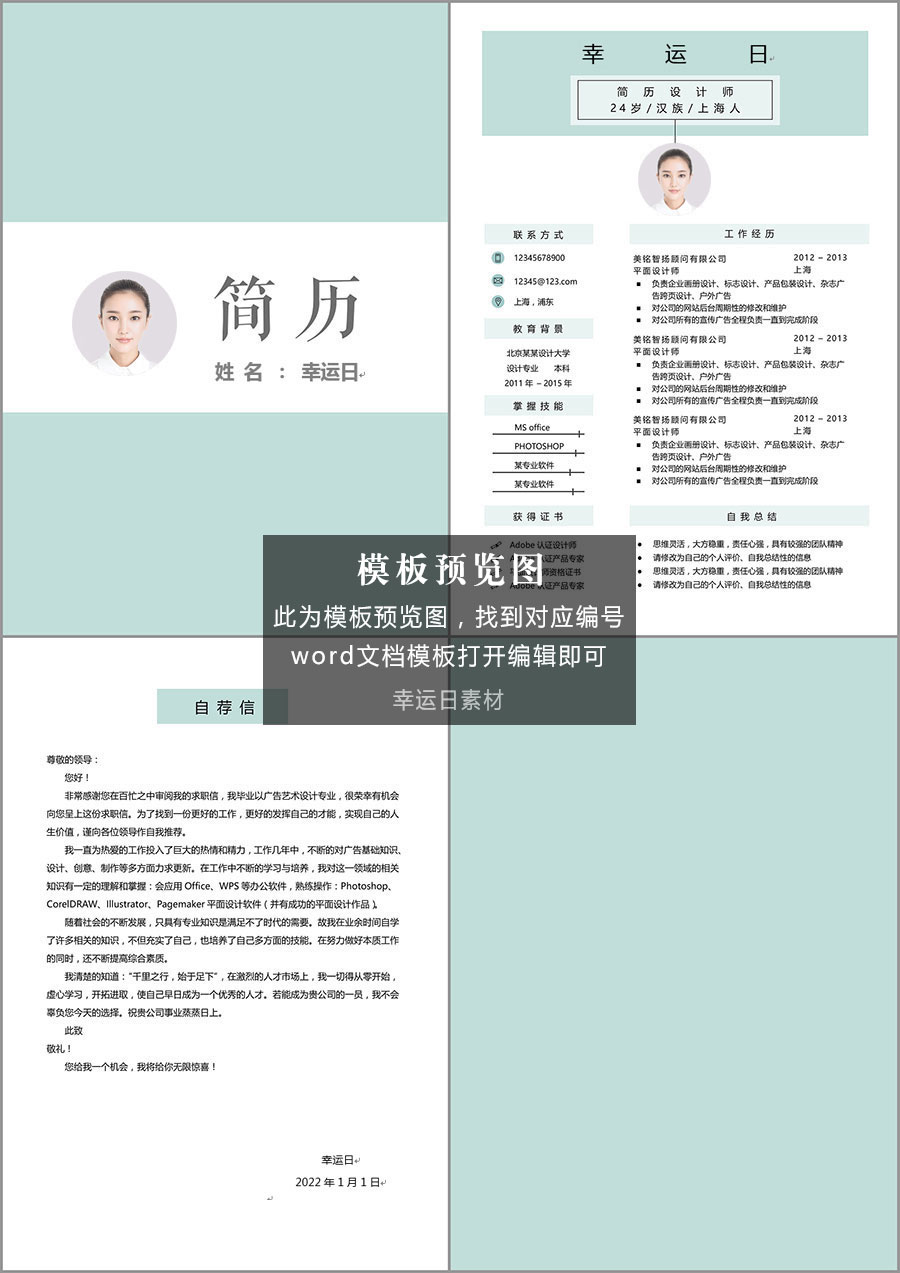 简历
姓名：幸运日
幸运日
简历设计师
24岁/汉族/上海人
联系方式
12345678900
12345@123.com
上海，浦东
教育背景
北京某某设计大学
设计专业 本科
2011 年 – 2015 年
掌握技能
MS office
PHOTOSHOP
某专业软件
某专业软件
获得证书
Adobe 认证设计师
认证产品专家
师资格证书
Adobe 认证产品专家
工作经历
美铭智扬顾问有限公司 2012 – 2013
平面设计师 上海
▪ 负责企业画册设计、标志设计、产品包装设计、杂志广
告跨页设计、户外广告
▪ 对公司的网站后台周期性的修改和维护
▪ 对公司所有的宣传广告全程负责一直到完成阶段
美铭智扬顾问有限公司 2012 – 2013
平面设计师 上海
▪ 负责企业画册设计、标志设计、产品包装设计、杂志广
告跨页设计、户外广告
▪ 对公司的网站后台周期性的修改和维护
▪ 对公司所有的宣传广告全程负责一直到完成阶段
美铭智扬顾问有限公司 2012 – 2013
平面设计师 上海
▪ 负责企业画册设计、标志设计、产品包装设计、杂志广
告跨页设计、户外广告
▪ 对公司的网站后台周期性的修改和维护
▪ 对公司所有的宣传广告全程负责一直到完成阶段
自我总结
● 思维灵活，大方稳重，责任心强，具有较强的团队精神
● 请修改为自己的个人评价、自我总结性的信息
● 思维灵活，大方稳重，责任心强，具有较强的团队精神
● 请修改为自己的个人评价、自我总结性的信息
模板预览图
此为模板预览图，找到对应编号
word文档模板打开编辑即可
幸运日素材
自荐信
尊敬的领导：
您好！
非常感谢您在百忙之中审阅我的求职信，我毕业以广告艺术设计专业，很荣幸有机会
向您呈上这份求职信。为了找到一份更好的工作，更好的发挥自己的才能，实现自己的人
生价值，谨向各位领导作自我推荐。
我一直为热爱的工作投入了巨大的热情和精力，工作几年中，不断的对广告基础知识、
设计、创意、制作等多方面力求更新。在工作中不断的学习与培养，我对这一领域的相关
知识有一定的理解和掌握：会应用 Office、WPS 等办公软件，熟练操作：Photoshop、
CorelDRAW、Illustrator、Pagemaker 平面设计软件（并有成功的平面设计作品）。
随着社会的不断发展，只具有专业知识是满足不了时代的需要。故我在业余时间自学
了许多相关的知识，不但充实了自己，也培养了自己多方面的技能。在努力做好本质工作
的同时，还不断提高综合素质。
我清楚的知道：“千里之行，始于足下”，在激烈的人才市场上，我一切得从零开始，
虚心学习，开拓进取，使自己早日成为一个优秀的人才。若能成为贵公司的一员，我不会
辜负您今天的选择。祝贵公司事业蒸蒸日上。
此致
敬礼！
您给我一个机会，我将给你无限惊喜！
幸运日
2022 年 1 月 1 日